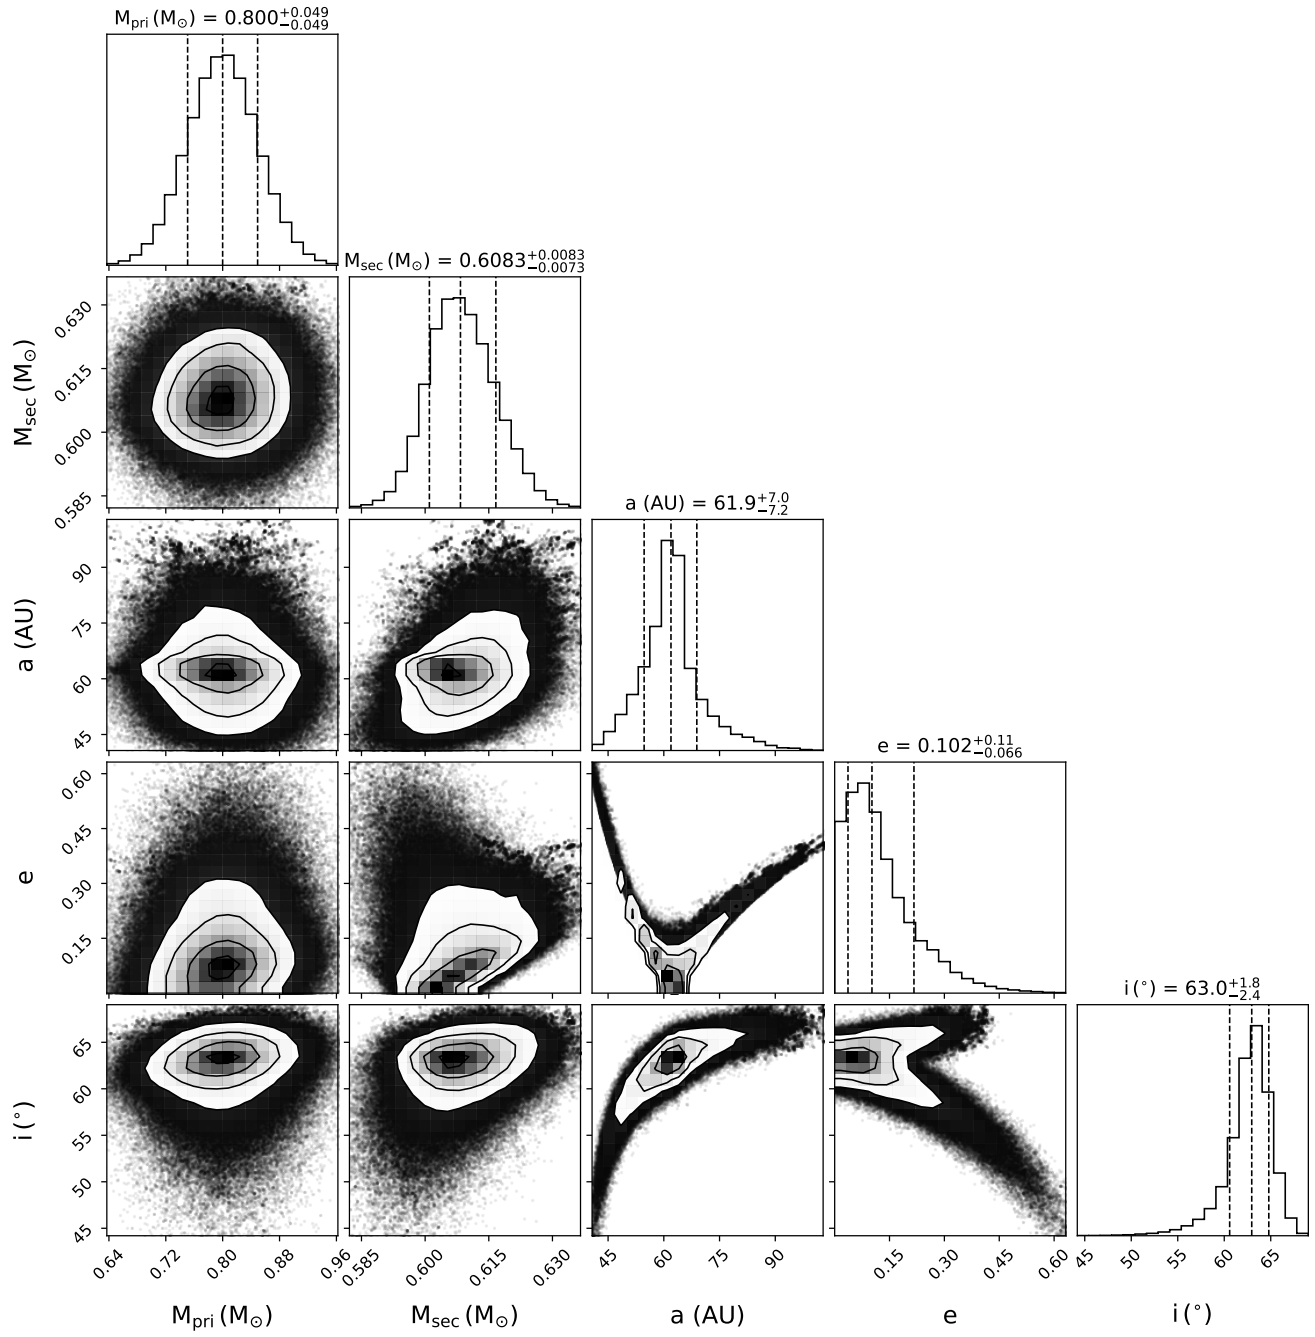 M_pri (M_⊙) = 0.800^{+0.049}_{-0.049}
M_sec (M_⊙) = 0.6083^{+0.0083}_{-0.0073}
0.630
0.615
0.600
0.585
M_sec (M_⊙)
a (AU) = 61.9^{+7.0}_{-7.2}
90
75
60
45
a (AU)
e = 0.102^{+0.11}_{-0.066}
0.60
0.45
0.30
0.15
e
i (°) = 63.0^{+1.8}_{-2.4}
65
60
55
50
45
i (°)
0.64 0.72 0.80 0.88 0.96
0.585 0.600 0.615 0.630
45 60 75 90
0.15 0.30 0.45 0.60
45 50 55 60 65
M_pri (M_⊙)
M_sec (M_⊙)
a (AU)
e
i (°)